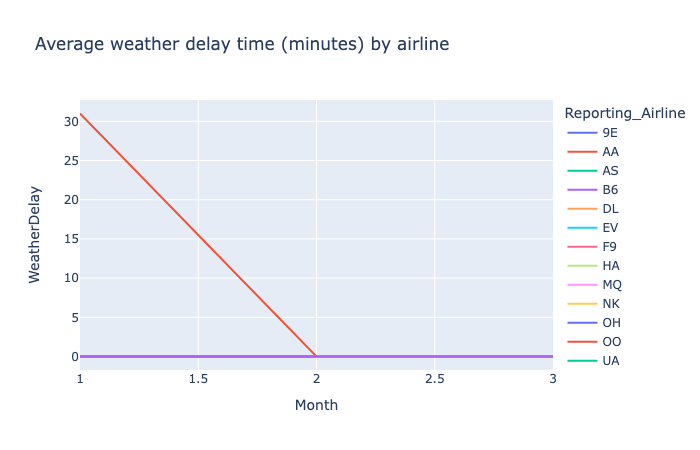 Average weather delay time (minutes) by airline
Reporting_Airline
9E
AA
AS
B6
DL
EV
F9
HA
MQ
NK
OH
OO
UA
WeatherDelay
30
25
20
15
10
5
0
1
1.5
2
2.5
3
Month